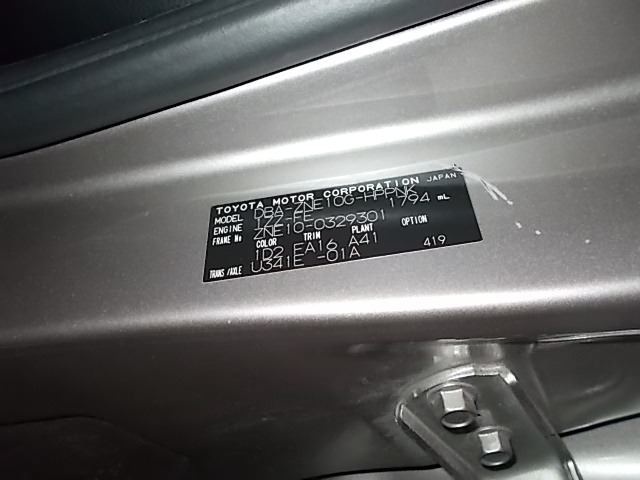 TOYOTA MOTOR CORPORATION JAPAN
MODEL DBA-ZNE10G-HPPNK
ENGINE 1ZZ-FE 1794 mL
FRAME No. ZNE10-0329301
COLOR TRIM PLANT OPTION
1D2 FA16 A41
TRANS/AXLE U341E -01A 419